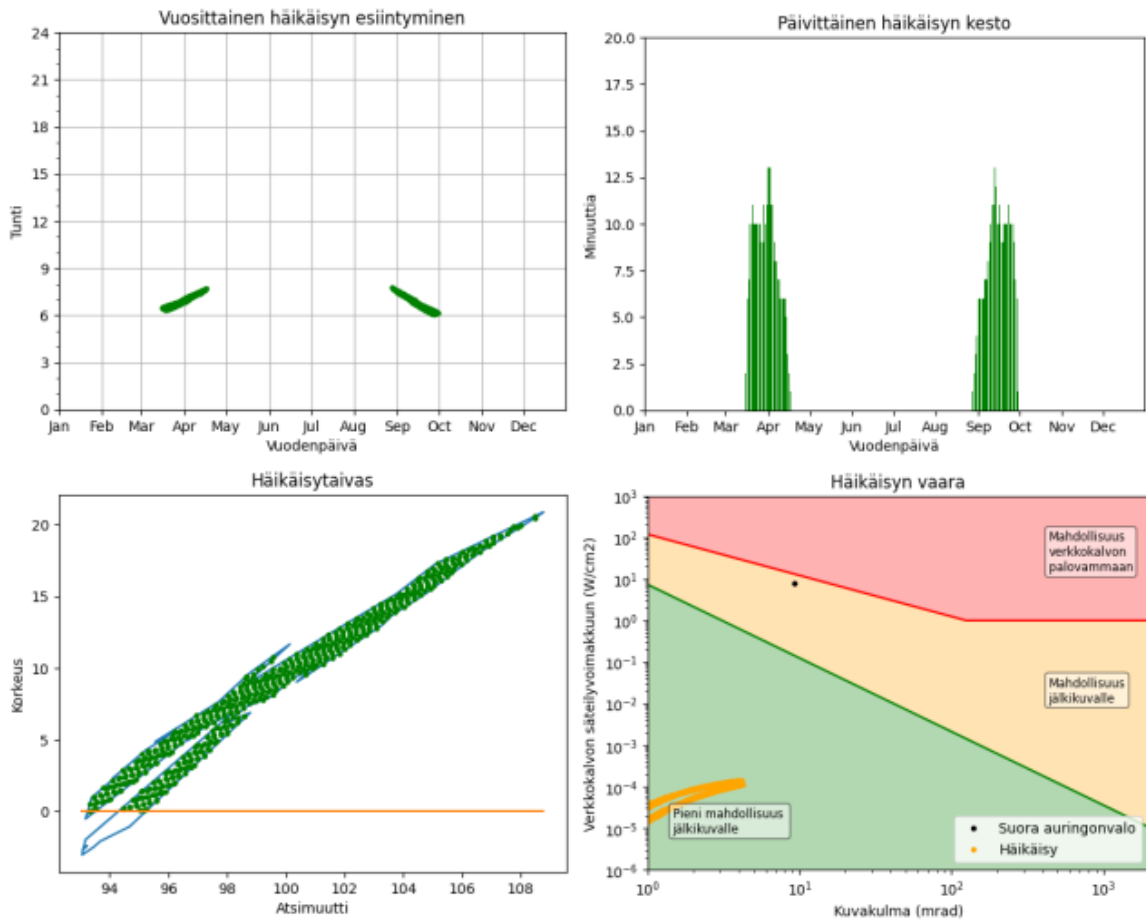 Vuosittainen häikäisyn esiintyminen
24
21
18
15
12
9
6
3
0
Tunti
Jan Feb Mar Apr May Jun Jul Aug Sep Oct Nov Dec
Vuodenpäivä
Päivittäinen häikäisyn kesto
20.0
17.5
15.0
12.5
10.0
7.5
5.0
2.5
0.0
Minuuttia
Jan Feb Mar Apr May Jun Jul Aug Sep Oct Nov Dec
Vuodenpäivä
Häikäisytaivas
20
15
10
5
0
Korkeus
94 96 98 100 102 104 106 108
Atsimuutti
Häikäisyn vaara
10³
10²
10¹
10⁰
10⁻¹
10⁻²
10⁻³
10⁻⁴
10⁻⁵
10⁻⁶
Verkkokalvon säteilyvoimakkuun (W/cm2)
Mahdollisuus
verkkokalvon
palovammaan
Mahdollisuus
jälkikuvalle
Pieni mahdollisuus
jälkikuvalle
Suora auringonvalo
Häikäisy
10⁰ 10¹ 10² 10³
Kuvakulma (mrad)